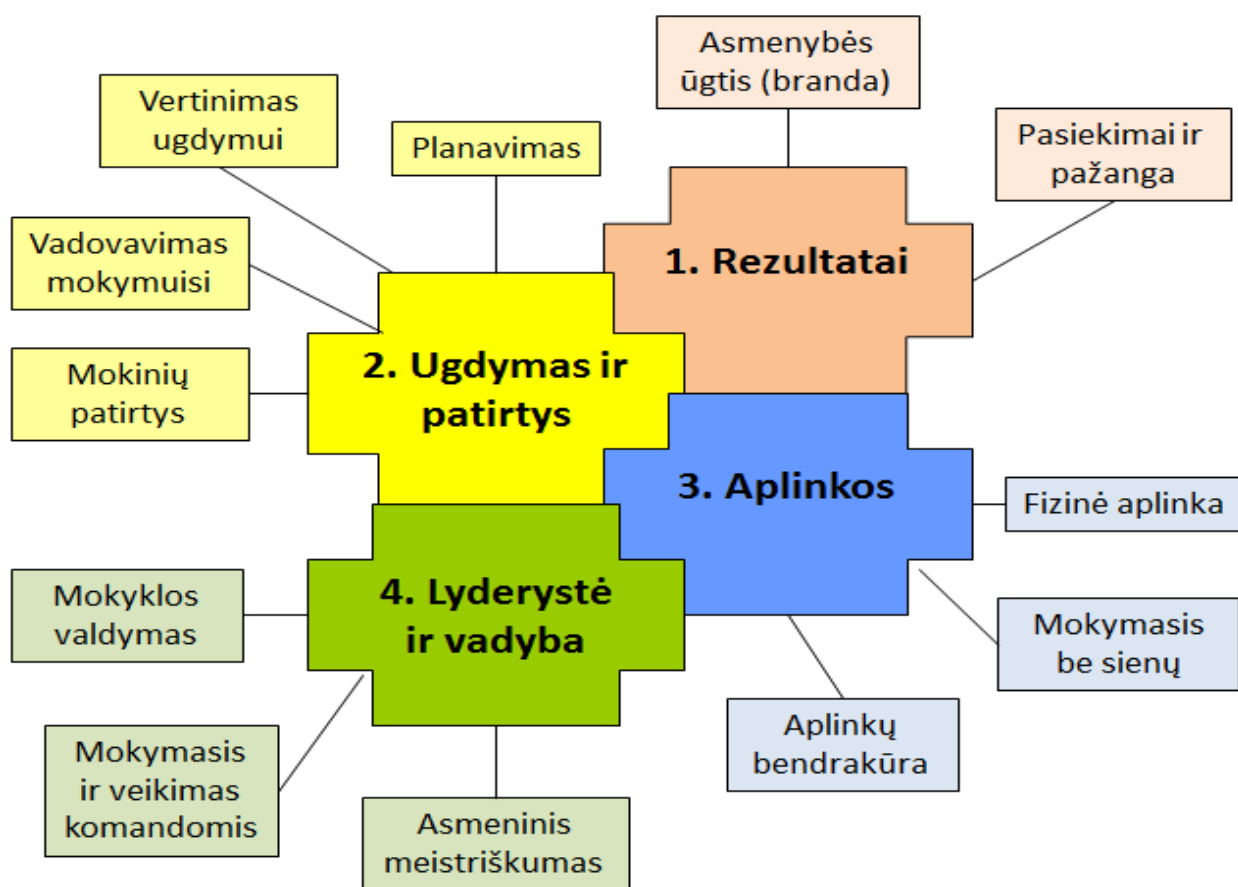 Asmenybės
ūgtis (branda)
Pasiekimai ir
pažanga
1. Rezultatai
Vertinimas
ugdymui
Planavimas
Vadovavimas
mokymuisi
Mokinių
patirtys
2. Ugdymas ir
patirtys
3. Aplinkos
Fizinė aplinka
Mokymasis
be sienų
Aplinkų
bendrakūra
4. Lyderystė
ir vadyba
Mokyklos
valdymas
Mokymasis
ir veikimas
komandomis
Asmeninis
meistriškumas